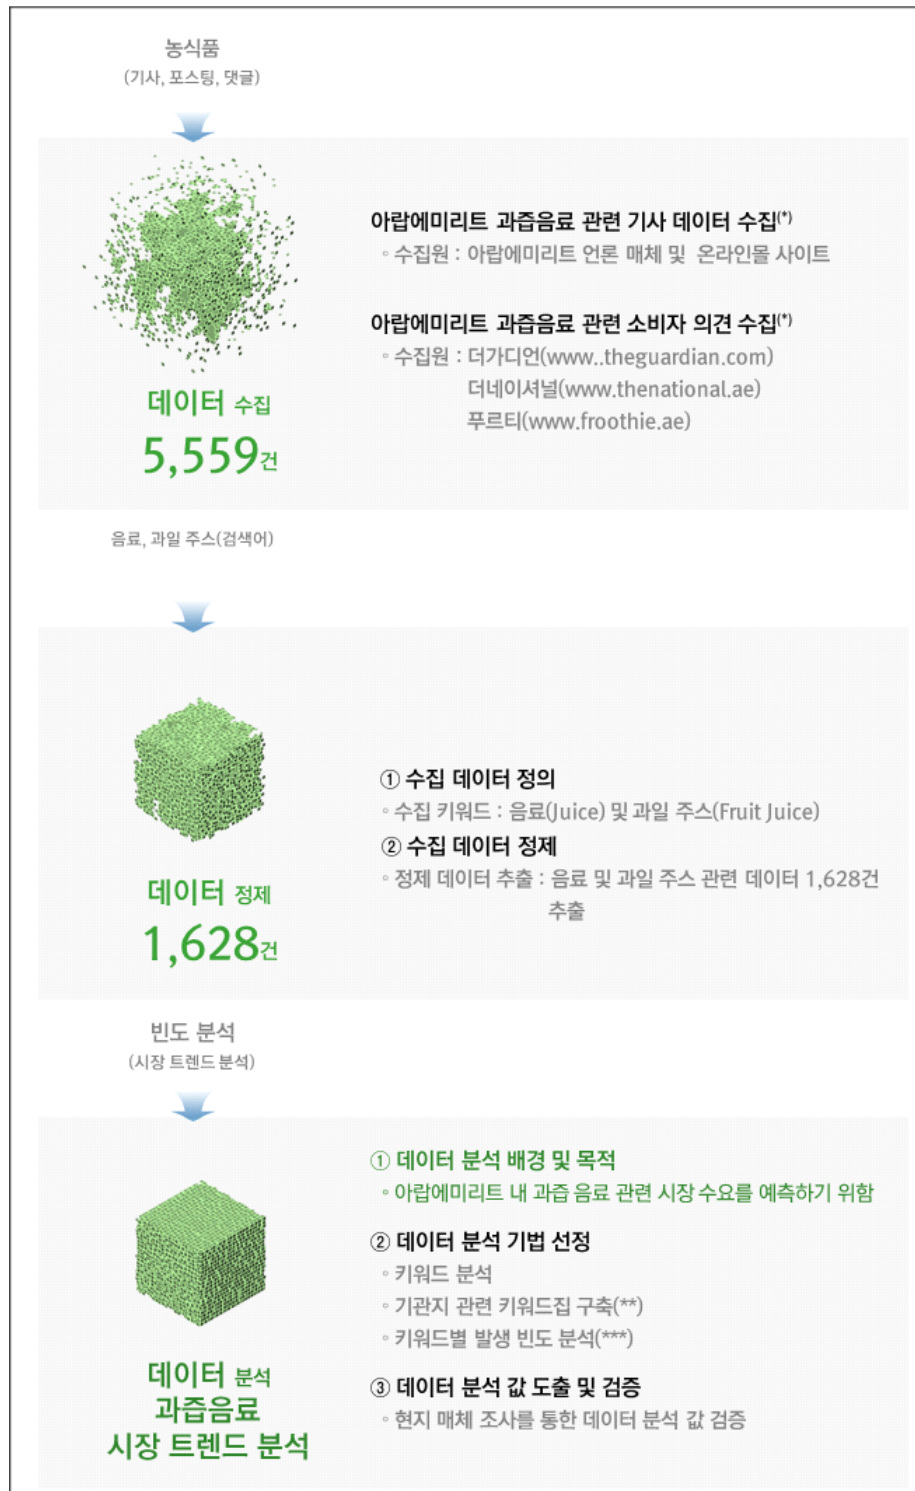 농식품
(기사, 포스팅, 댓글)
아랍에미리트 과즙음료 관련 기사 데이터 수집(*)
◦ 수집원 : 아랍에미리트 언론 매체 및 온라인몰 사이트
아랍에미리트 과즙음료 관련 소비자 의견 수집(*)
◦ 수집원 : 더가디언(www..theguardian.com)
더네이셔널(www.thenational.ae)
푸르티(www.froothie.ae)
데이터 수집
5,559건
음료, 과일 주스(검색어)
① 수집 데이터 정의
◦ 수집 키워드 : 음료(Juice) 및 과일 주스(Fruit Juice)
② 수집 데이터 정제
◦ 정제 데이터 추출 : 음료 및 과일 주스 관련 데이터 1,628건
추출
데이터 정제
1,628건
빈도 분석
(시장 트렌드 분석)
① 데이터 분석 배경 및 목적
◦ 아랍에미리트 내 과즙 음료 관련 시장 수요를 예측하기 위함
② 데이터 분석 기법 선정
◦ 키워드 분석
◦ 기관지 관련 키워드집 구축(**)
◦ 키워드별 발생 빈도 분석(***)
③ 데이터 분석 값 도출 및 검증
◦ 현지 매체 조사를 통한 데이터 분석 값 검증
데이터 분석
과즙음료
시장 트렌드 분석